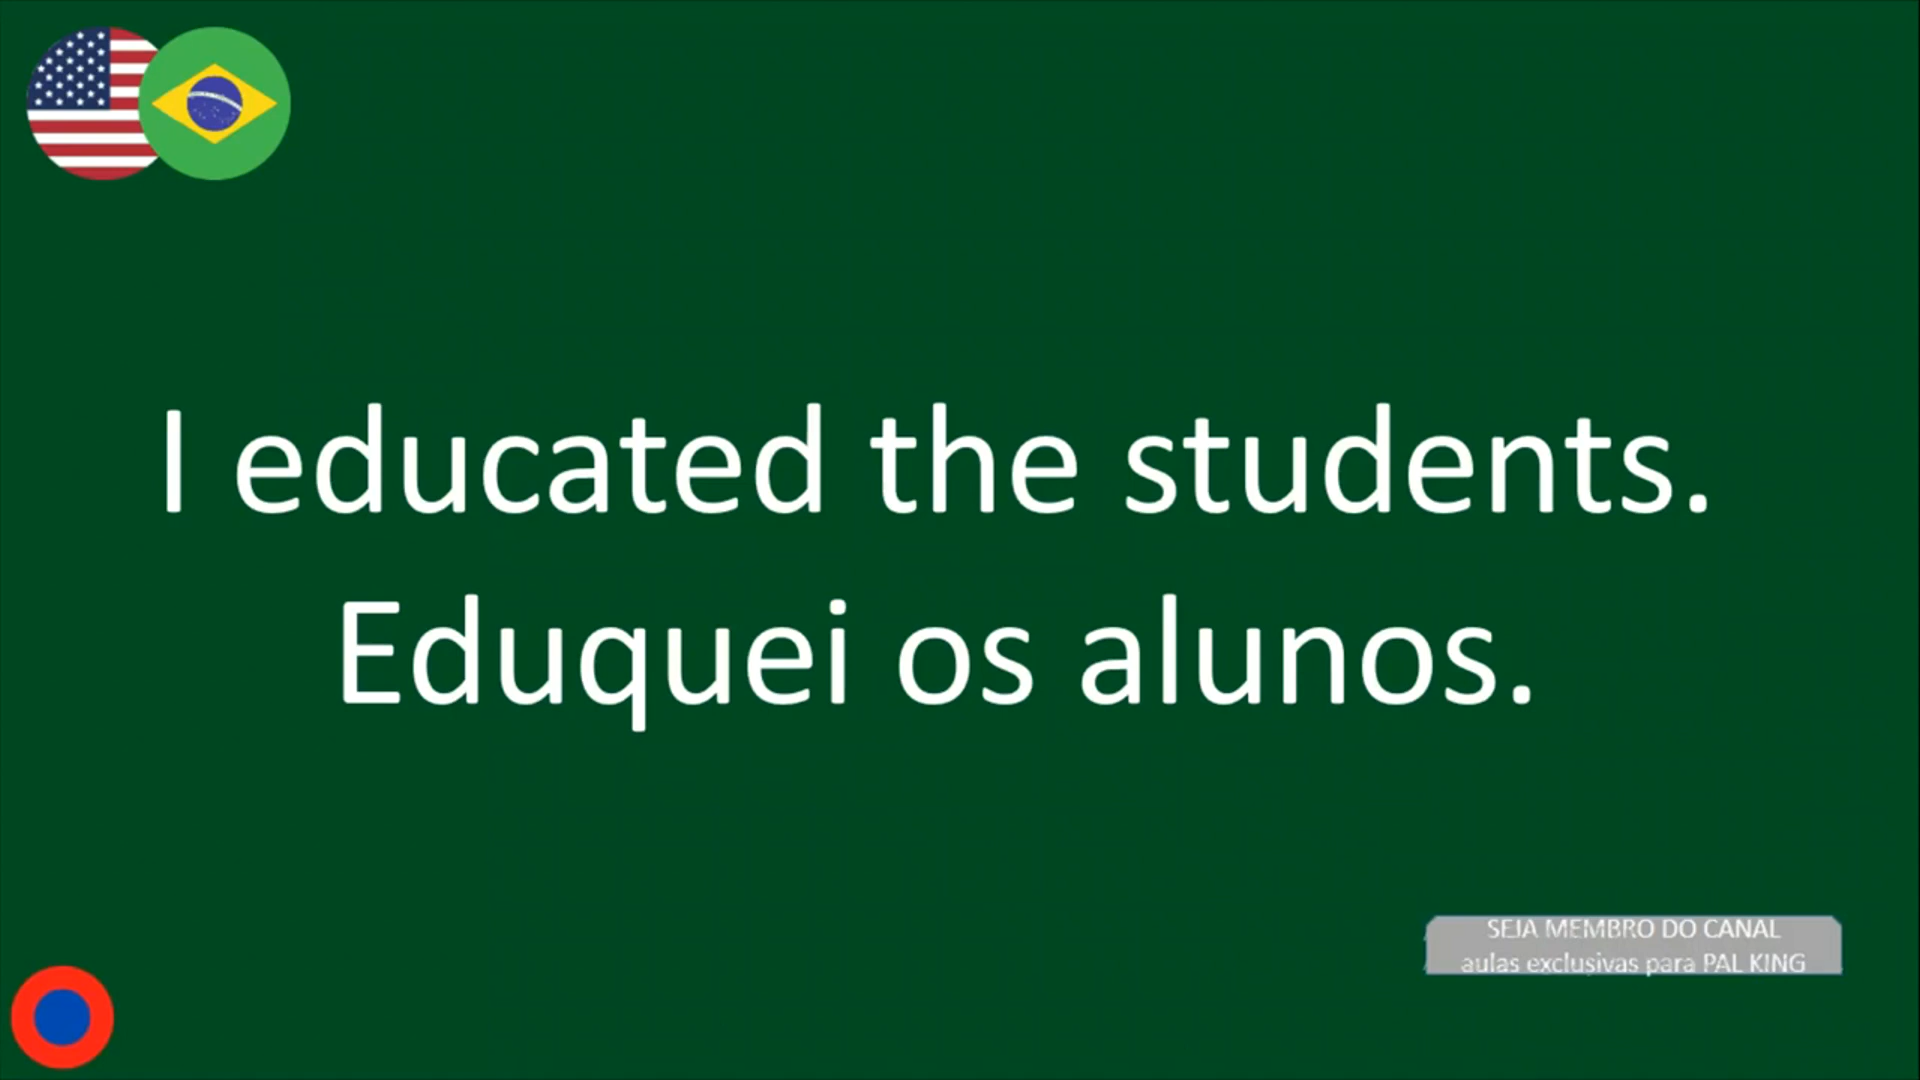 I educated the students.
Eduquei os alunos.
SEJA MEMBRO DO CANAL
aulas exclusivas para PAL KING